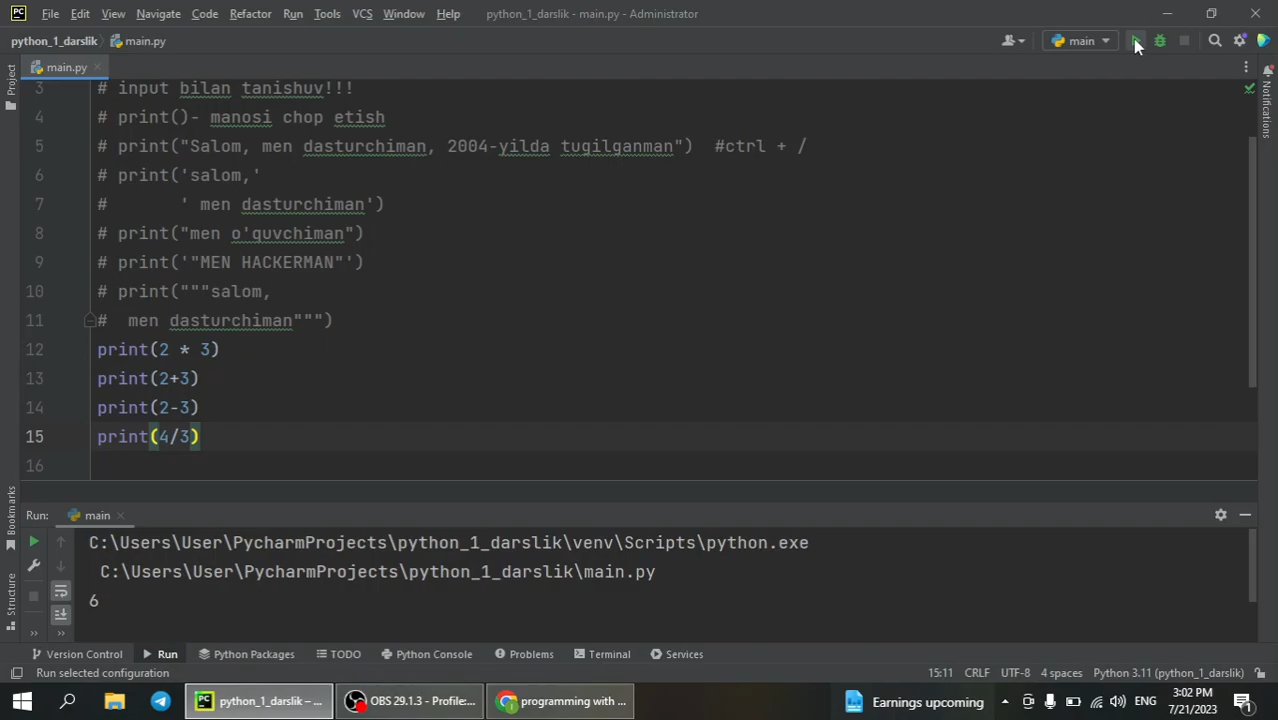 PC File Edit View Navigate Code Refactor Run Tools VCS Window Help python_1_darslik - main.py - Administrator
python_1_darslik main.py main
Project main.py Notifications
3 # input bilan tanishuv!!!
4 # print()- manosi chop etish
5 # print("Salom, men dasturchiman, 2004-yilda tugilganman") #ctrl + /
6 # print('salom,'
7 # ' men dasturchiman')
8 # print("men o'quvchiman")
9 # print('"MEN HACKERMAN"')
10 # print("""salom,
11 # men dasturchiman""")
12 print(2 * 3)
13 print(2+3)
14 print(2-3)
15 print(4/3)
16
Bookmarks
Structure
Run: main
C:\Users\User\PycharmProjects\python_1_darslik\venv\Scripts\python.exe
C:\Users\User\PycharmProjects\python_1_darslik\main.py
6
Version Control Run Python Packages TODO Python Console Problems Terminal Services
Run selected configuration 15:11 CRLF UTF-8 4 spaces Python 3.11 (python_1_darslik)
PC python_1_darslik – ... OBS 29.1.3 - Profile:... programming with ... Earnings upcoming ENG 3:02 PM
7/21/2023 1